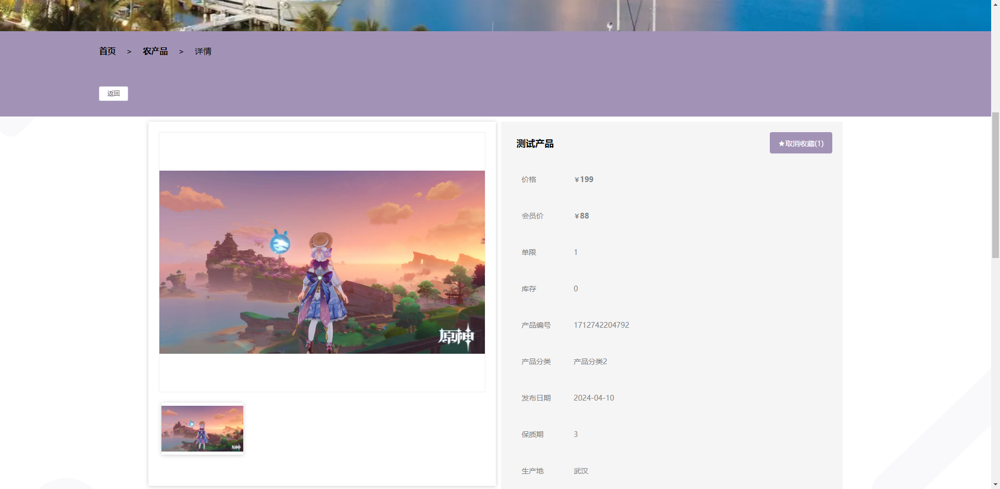 首页 > 农产品 > 详情
返回
测试产品
★取消收藏(1)
价格 ￥199
会员价 ￥88
单限 1
库存 0
产品编号 1712742204792
产品分类 产品分类2
发布日期 2024-04-10
保质期 3
生产地 武汉
原神
原神